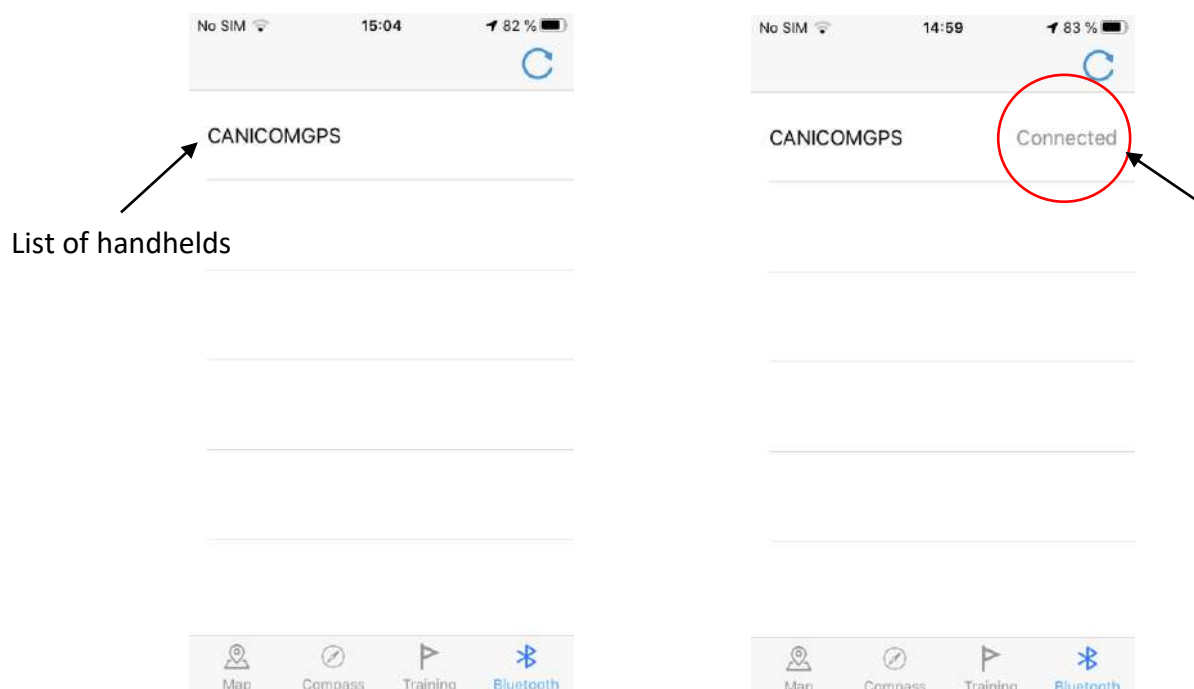 No SIM 15:04 82 %
CANICOMGPS
List of handhelds
Map Compass Training Bluetooth
No SIM 14:59 83 %
CANICOMGPS Connected
Map Compass Training Bluetooth